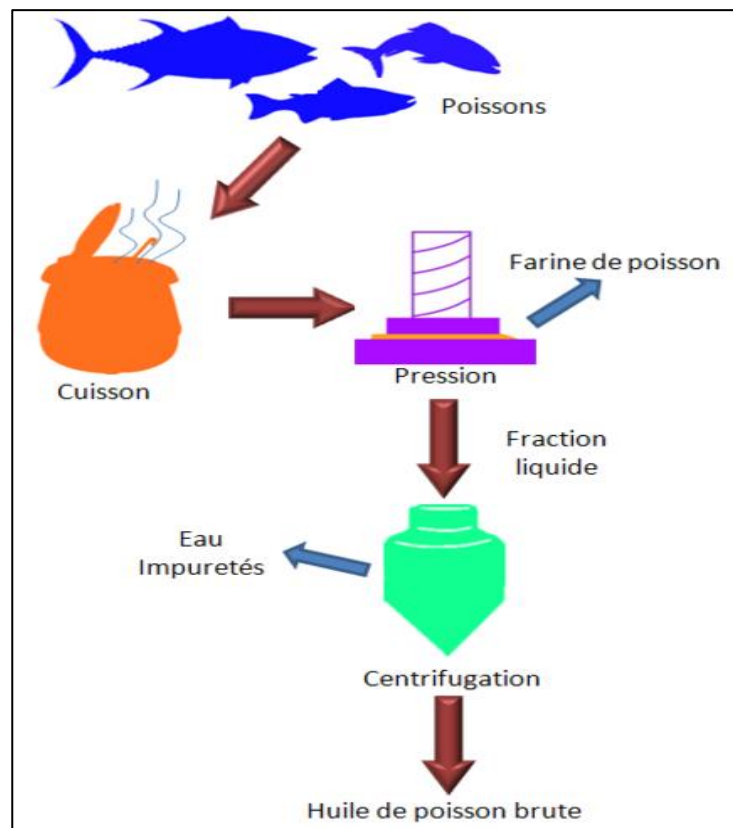 Poissons
Farine de poisson
Cuisson
Pression
Fraction
liquide
Eau
Impuretés
Centrifugation
Huile de poisson brute